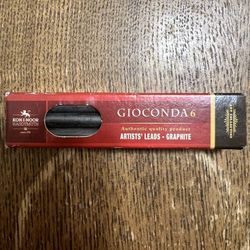 KOH-I-NOOR
HARDTMUTH
GIOCONDA 6
Authentic quality product
ARTISTS' LEADS - GRAPHITE